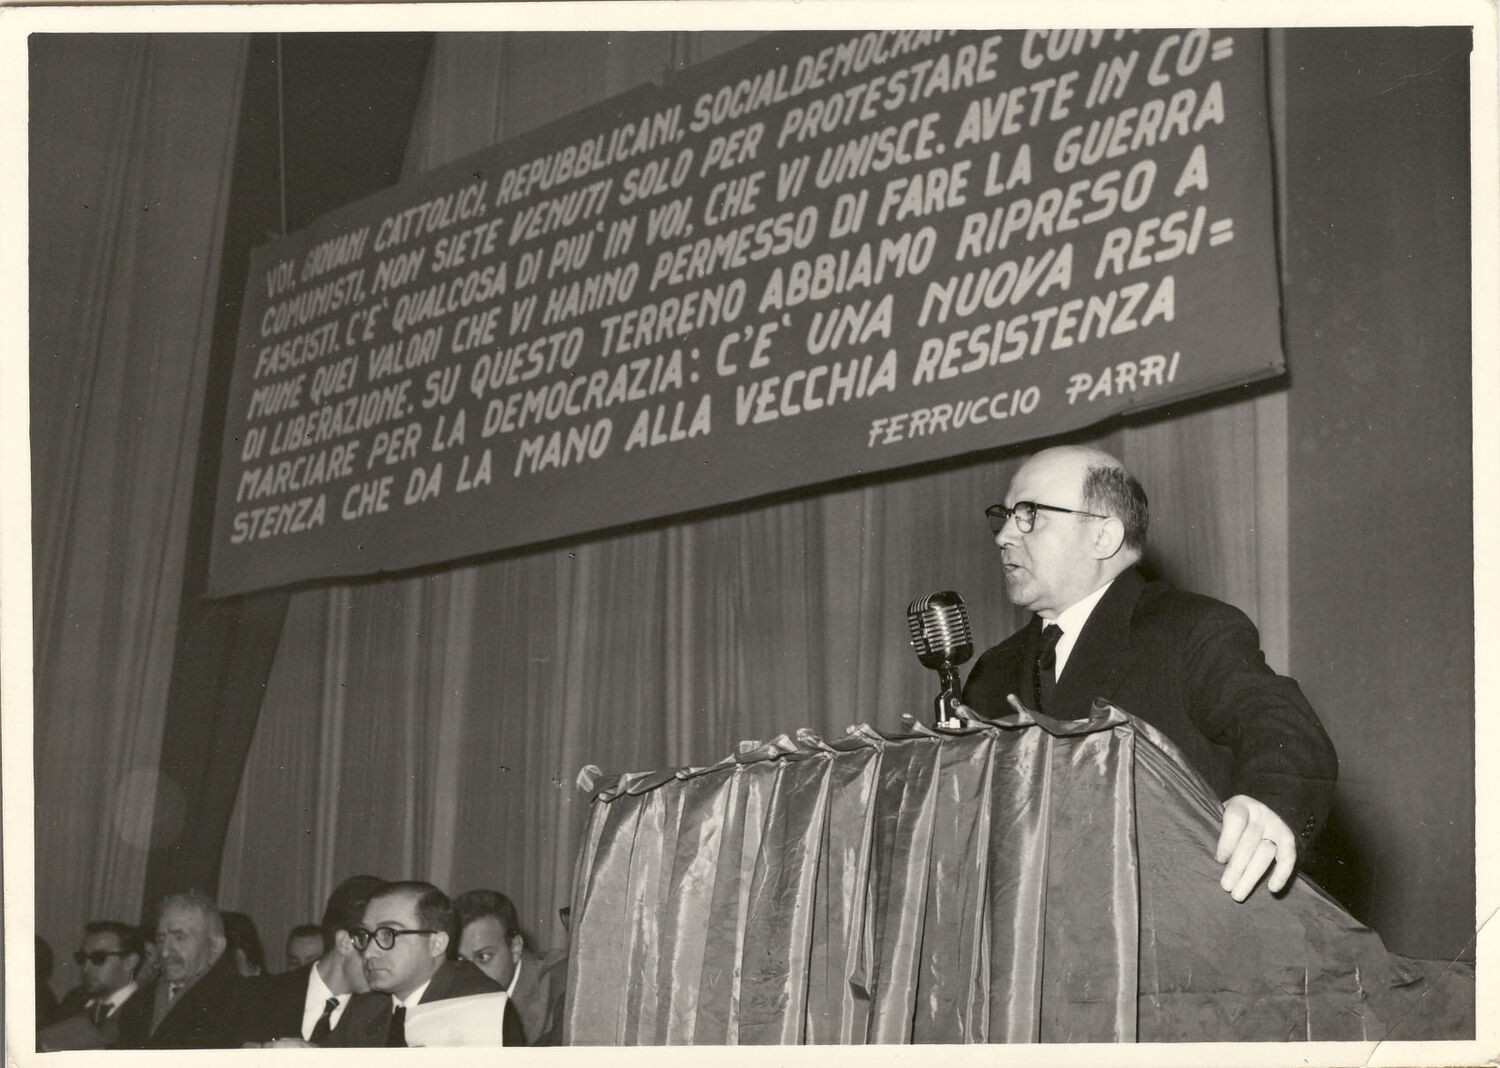 VOI, GIOVANI CATTOLICI, REPUBBLICANI, SOCIALDEMOCRAT
COMUNISTI, NON SIETE VENUTI SOLO PER PROTESTARE
FASCISTI. C'E' QUALCOSA DI PIU' IN VOI, CHE VI UNISCE. AVETE IN CO=
MUNE QUEI VALORI CHE VI HANNO PERMESSO DI FARE LA GUERRA
DI LIBERAZIONE. SU QUESTO TERRENO ABBIAMO RIPRESO A
MARCIARE PER LA DEMOCRAZIA: C'E' UNA NUOVA RESI=
STENZA CHE DA LA MANO ALLA VECCHIA RESISTENZA
FERRUCCIO PARRI